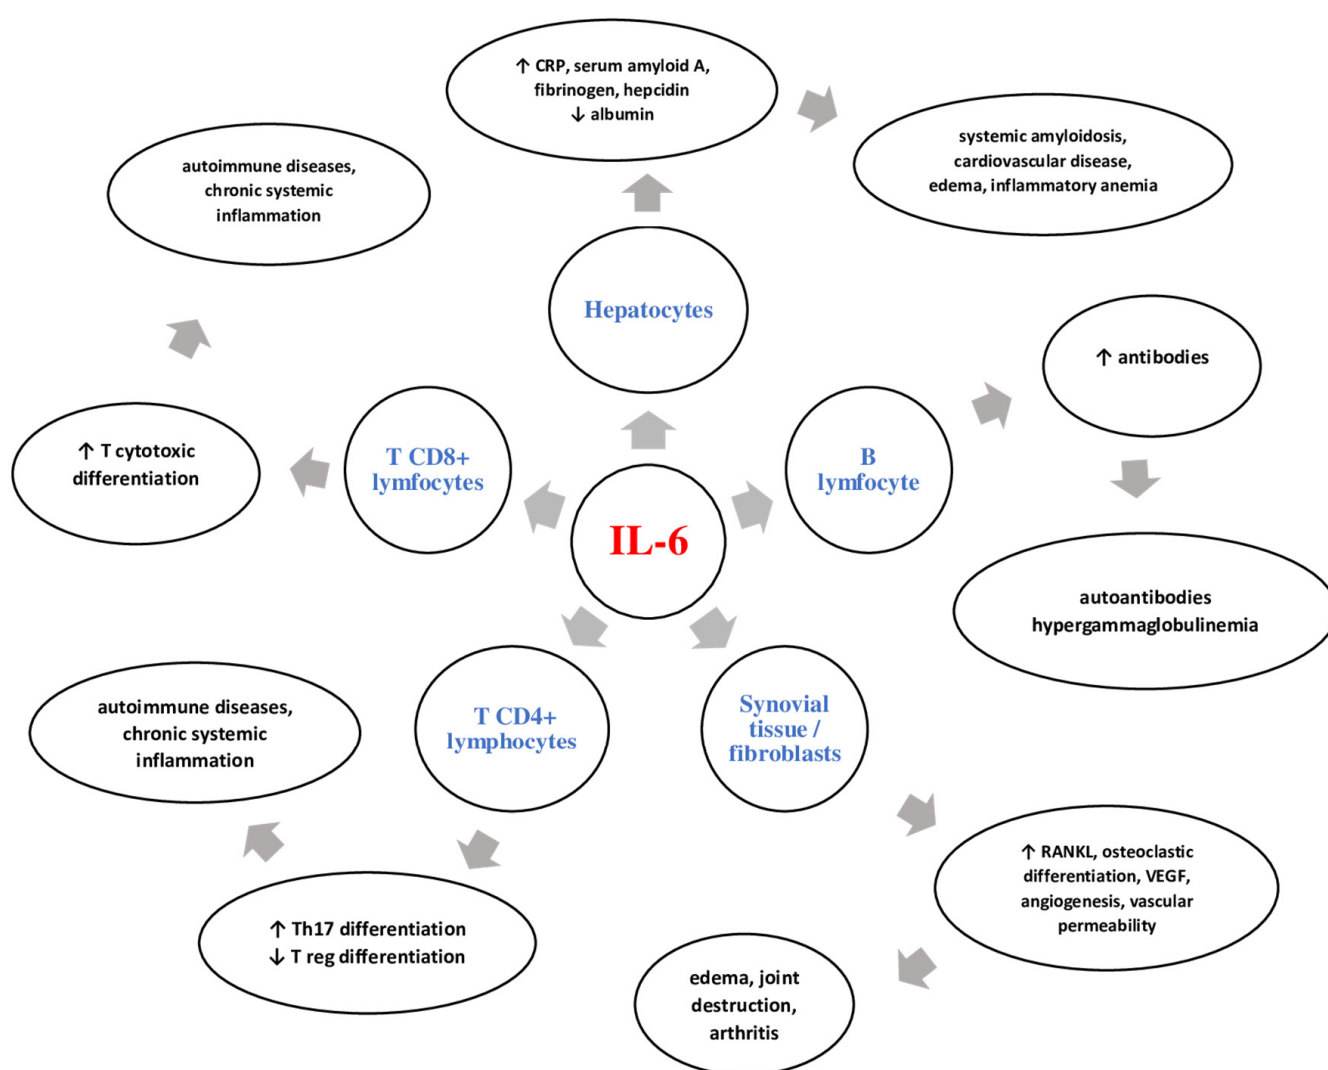 ↑ CRP, serum amyloid A,
fibrinogen, hepcidin
↓ albumin
systemic amyloidosis,
cardiovascular disease,
edema, inflammatory anemia
autoimmune diseases,
chronic systemic
inflammation
Hepatocytes
↑ antibodies
↑ T cytotoxic
differentiation
T CD8+
lymfocytes
B
lymfocyte
IL-6
autoantibodies
hypergammaglobulinemia
autoimmune diseases,
chronic systemic
inflammation
T CD4+
lymphocytes
Synovial
tissue /
fibroblasts
↑ RANKL, osteoclastic
differentiation, VEGF,
angiogenesis, vascular
permeability
↑ Th17 differentiation
↓ T reg differentiation
edema, joint
destruction,
arthritis